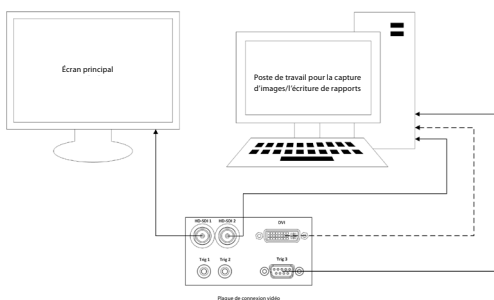 Écran principal
Poste de travail pour la capture
d'images/l'écriture de rapports
HD-SDI 1
HD-SDI 2
DVI
Trig 1
Trig 2
Trig 3
Plaque de connexion vidéo